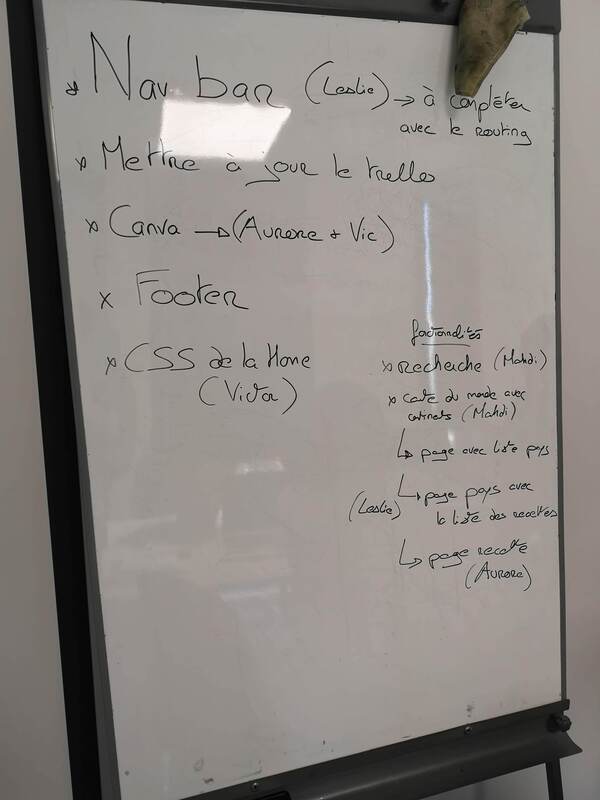 * Nav bar (Leslie) → à compléter
avec le routing
x Mettre à jour le trelles
x Canva → (Aurore + Vic)
x Footer
x CSS de la Home
(Victor)
fonctionnalités
x recherche (Mahdi)
x carte du monde avec
continents (Mahdi)
↳ page avec liste pays
↳ page pays avec
(Leslie) la liste des recettes
↳ page recette
(Aurore)